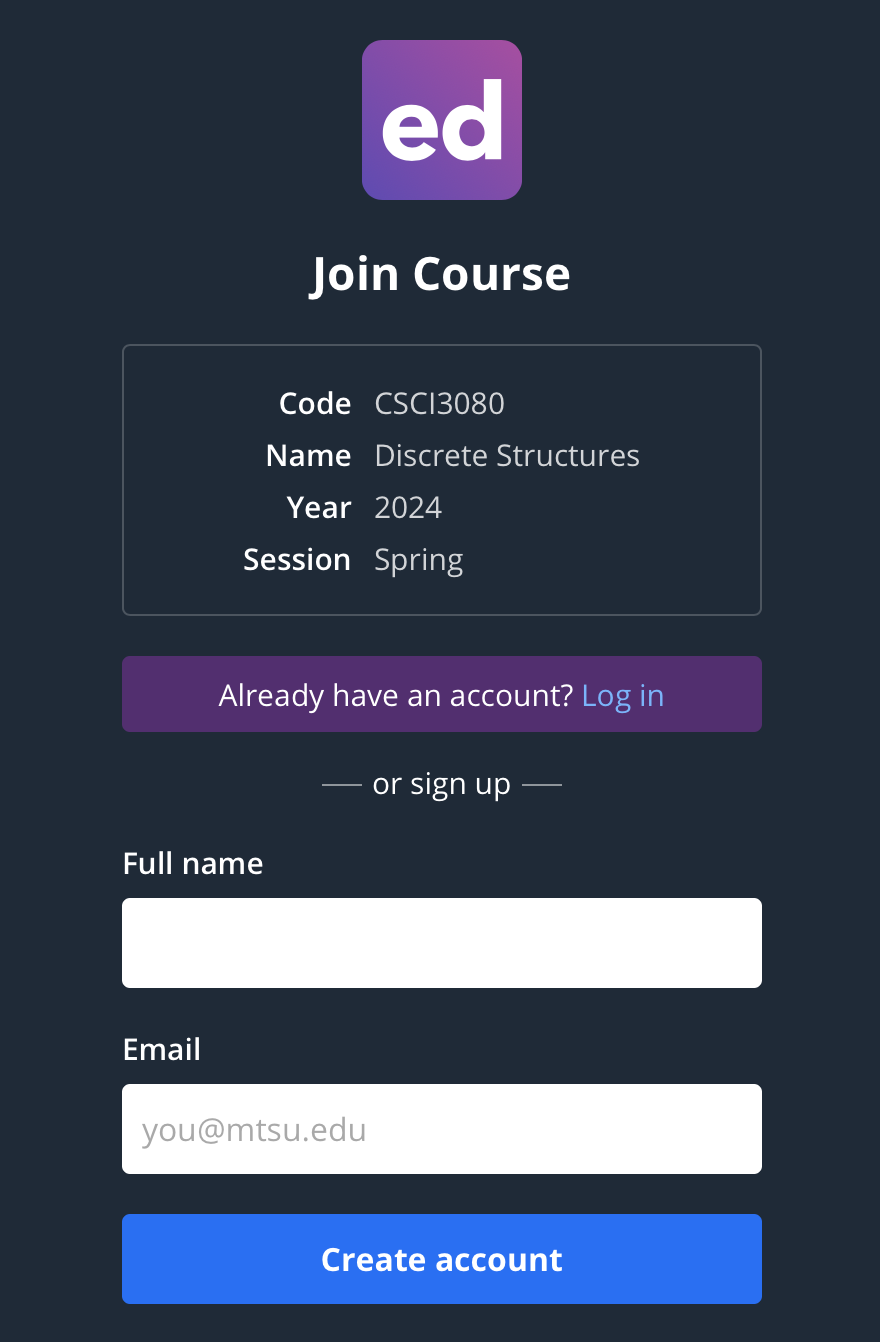 ed
Join Course
Code CSCI3080
Name Discrete Structures
Year 2024
Session Spring
Already have an account? Log in
or sign up
Full name
Email
you@mtsu.edu
Create account